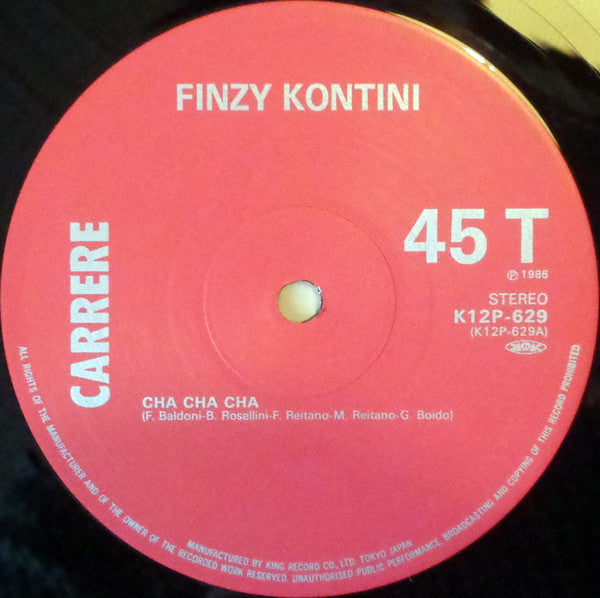 FINZY KONTINI
CARRERE
45 T
℗ 1986
STEREO
K12P-629
(K12P-629A)
CHA CHA CHA
(F. Baldoni-B. Rosellini-F. Reitano-M. Reitano-G. Boido)
ALL RIGHTS OF THE MANUFACTURER AND OF THE OWNER OF THE RECORDED WORK RESERVED. UNAUTHORISED PUBLIC PERFORMANCE, BROADCASTING AND COPYING OF THIS RECORD PROHIBITED
MANUFACTURED BY KING RECORD CO., LTD. TOKYO JAPAN.